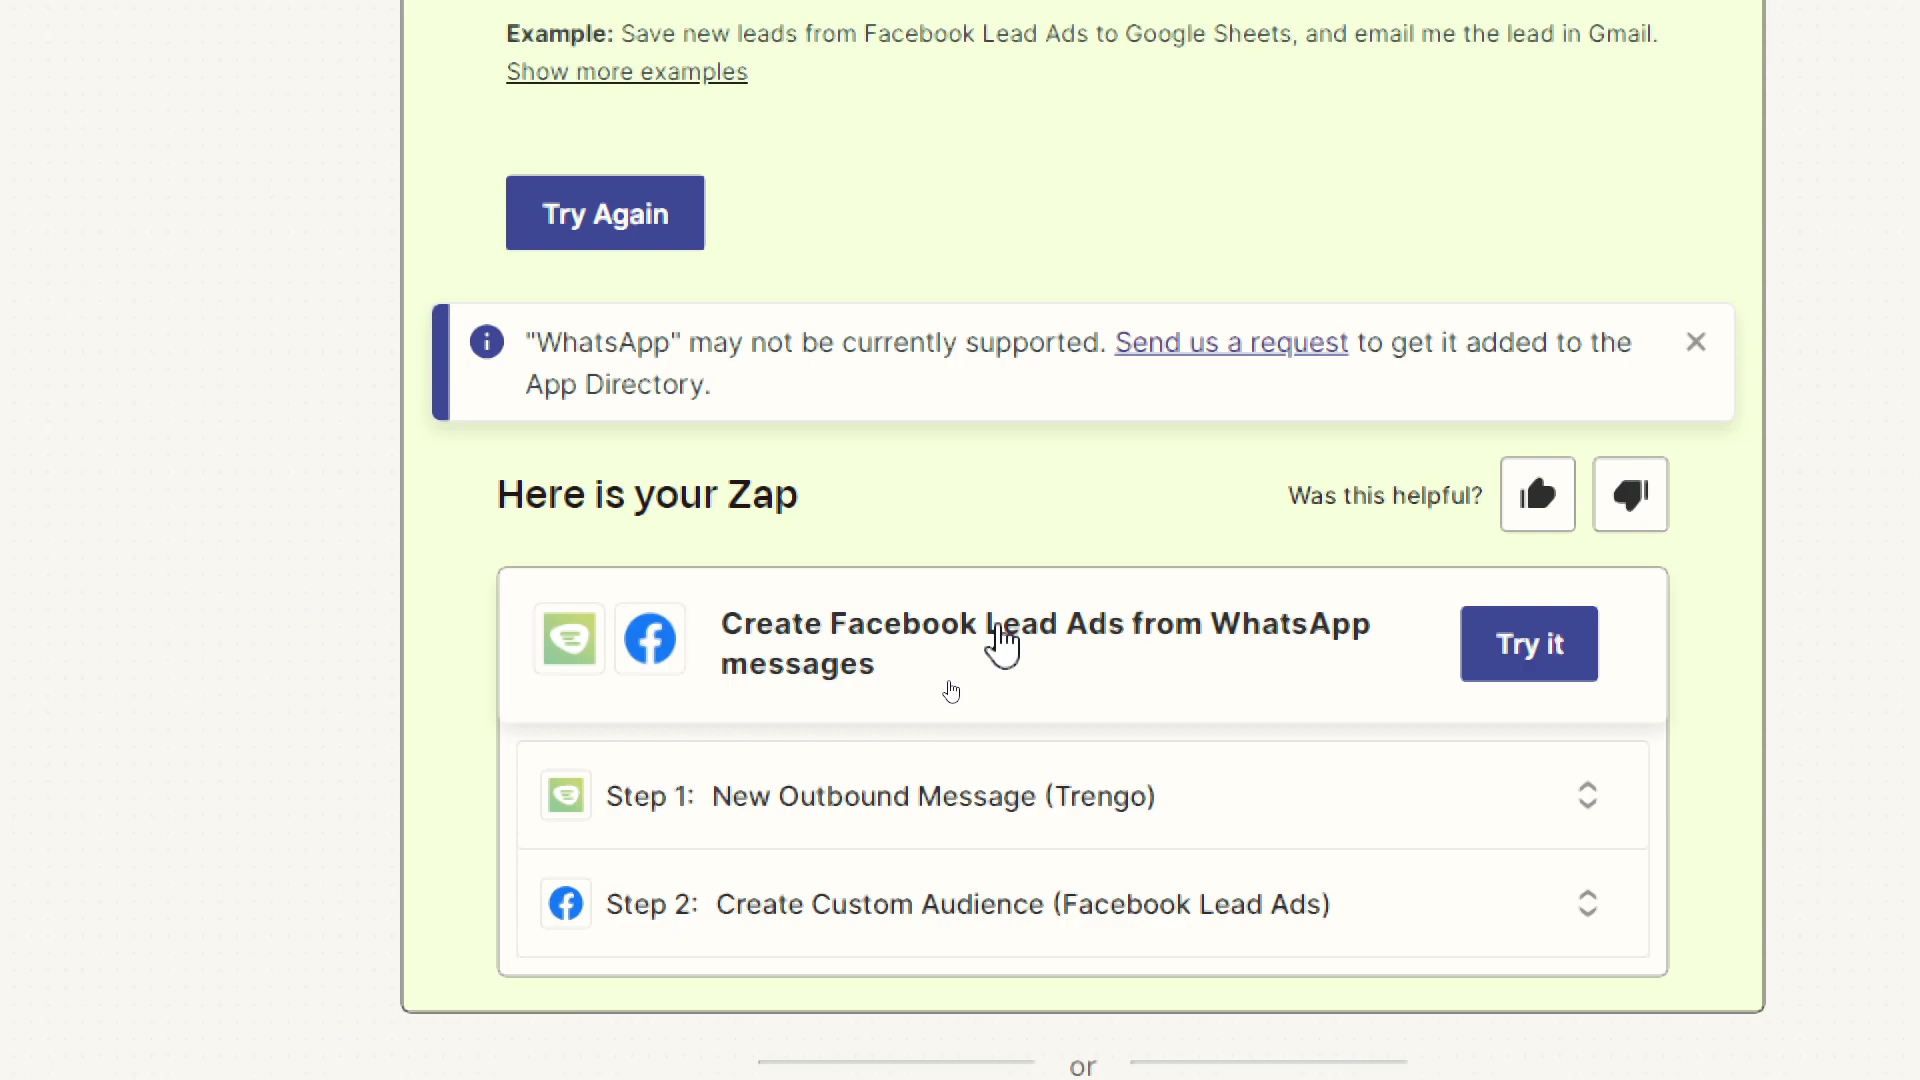 Example: Save new leads from Facebook Lead Ads to Google Sheets, and email me the lead in Gmail.
Show more examples
Try Again
"WhatsApp" may not be currently supported. Send us a request to get it added to the
App Directory.
Here is your Zap
Was this helpful?
Create Facebook Lead Ads from WhatsApp
messages
Try it
Step 1: New Outbound Message (Trengo)
Step 2: Create Custom Audience (Facebook Lead Ads)
or